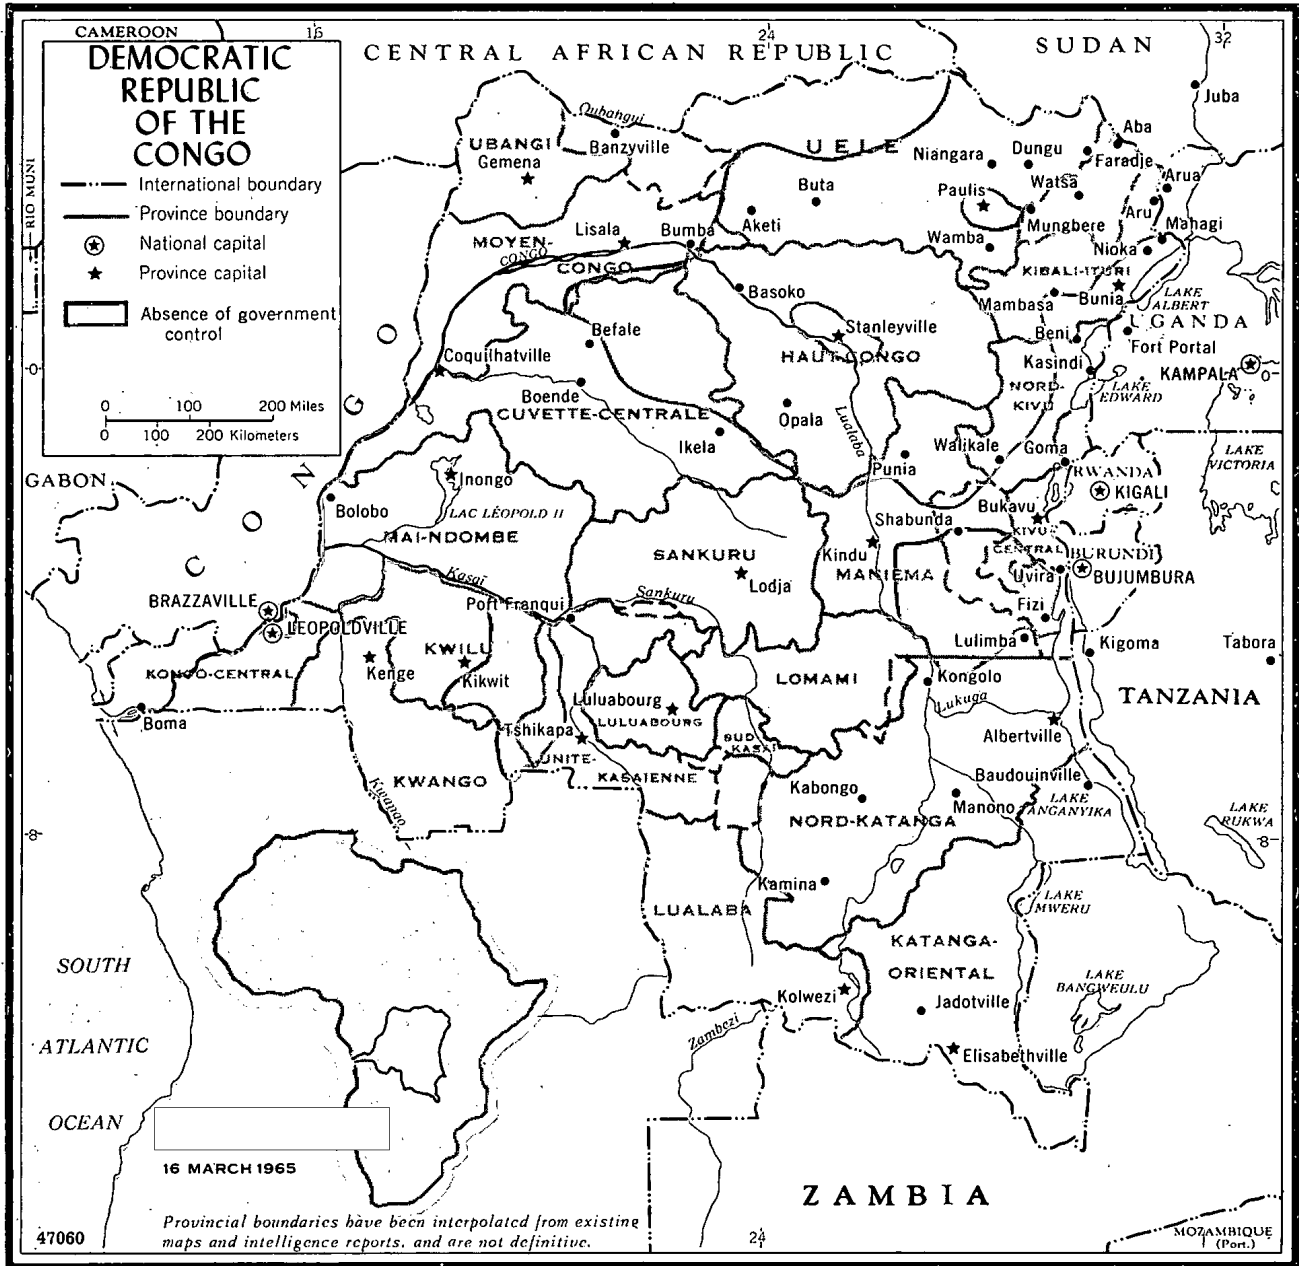 CAMEROON
16
CENTRAL AFRICAN REPUBLIC
24
SUDAN
32
DEMOCRATIC
REPUBLIC
OF THE
CONGO
International boundary
Province boundary
National capital
Province capital
Absence of government
control
0 100 200 Miles
0 100 200 Kilometers
RIO MUNI
Juba
Oubangui
Aba
UBANGI
Gemena
Banzyville
UELE
Niangara
Dungu
Faradje
Arua
Buta
Paulis
Watsa
Aru
Aketi
Mungbere
Mahagi
Lisala
Bumba
Wamba
Nioka
MOYEN-
CONGO
CONGO
KIBALI-ITURI
Basoko
Mambasa
Bunia
LAKE
ALBERT
UGANDA
Stanleyville
Befale
Beni
Fort Portal
HAUT-CONGO
Coquilhatville
Kasindi
KAMPALA
0
0
Boende
NORD-
KIVU
LAKE
EDWARD
CUVETTE-CENTRALE
Opala
Lualaba
Ikela
Walikale
Goma
LAKE
VICTORIA
Punia
RWANDA
GABON
Inongo
KIGALI
Bolobo
LAC LÉOPOLD II
Bukavu
Shabunda
MAI-NDOMBE
KIVU
CENTRAL
SANKURU
Kindu
BURUNDI
CONGO
Kasai
MANIEMA
Uvira
BUJUMBURA
Lodja
BRAZZAVILLE
Port Franqui
Sankuru
Fizi
LEOPOLDVILLE
Lulimba
Kigoma
Tabora
KWILU
KONGO-CENTRAL
Kenge
Kikwit
LOMAMI
Kongolo
Luluabourg
Lukuga
TANZANIA
Boma
LULUABOURG
Tshikapa
SUD
KASAI
Albertville
UNITE-
KASAIENNE
KWANGO
Kabongo
Baudouinville
Kwango
Manono
LAKE
TANGANYIKA
LAKE
RUKWA
NORD-KATANGA
8
8
Kamina
LAKE
MWERU
LUALABA
KATANGA-
ORIENTAL
SOUTH
LAKE
BANGWEULU
Kolwezi
Jadotville
Zambezi
ATLANTIC
Elisabethville
OCEAN
16 MARCH 1965
ZAMBIA
Provincial boundaries have been interpolated from existing
maps and intelligence reports, and are not definitive.
47060
24
MOZAMBIQUE
(Port.)